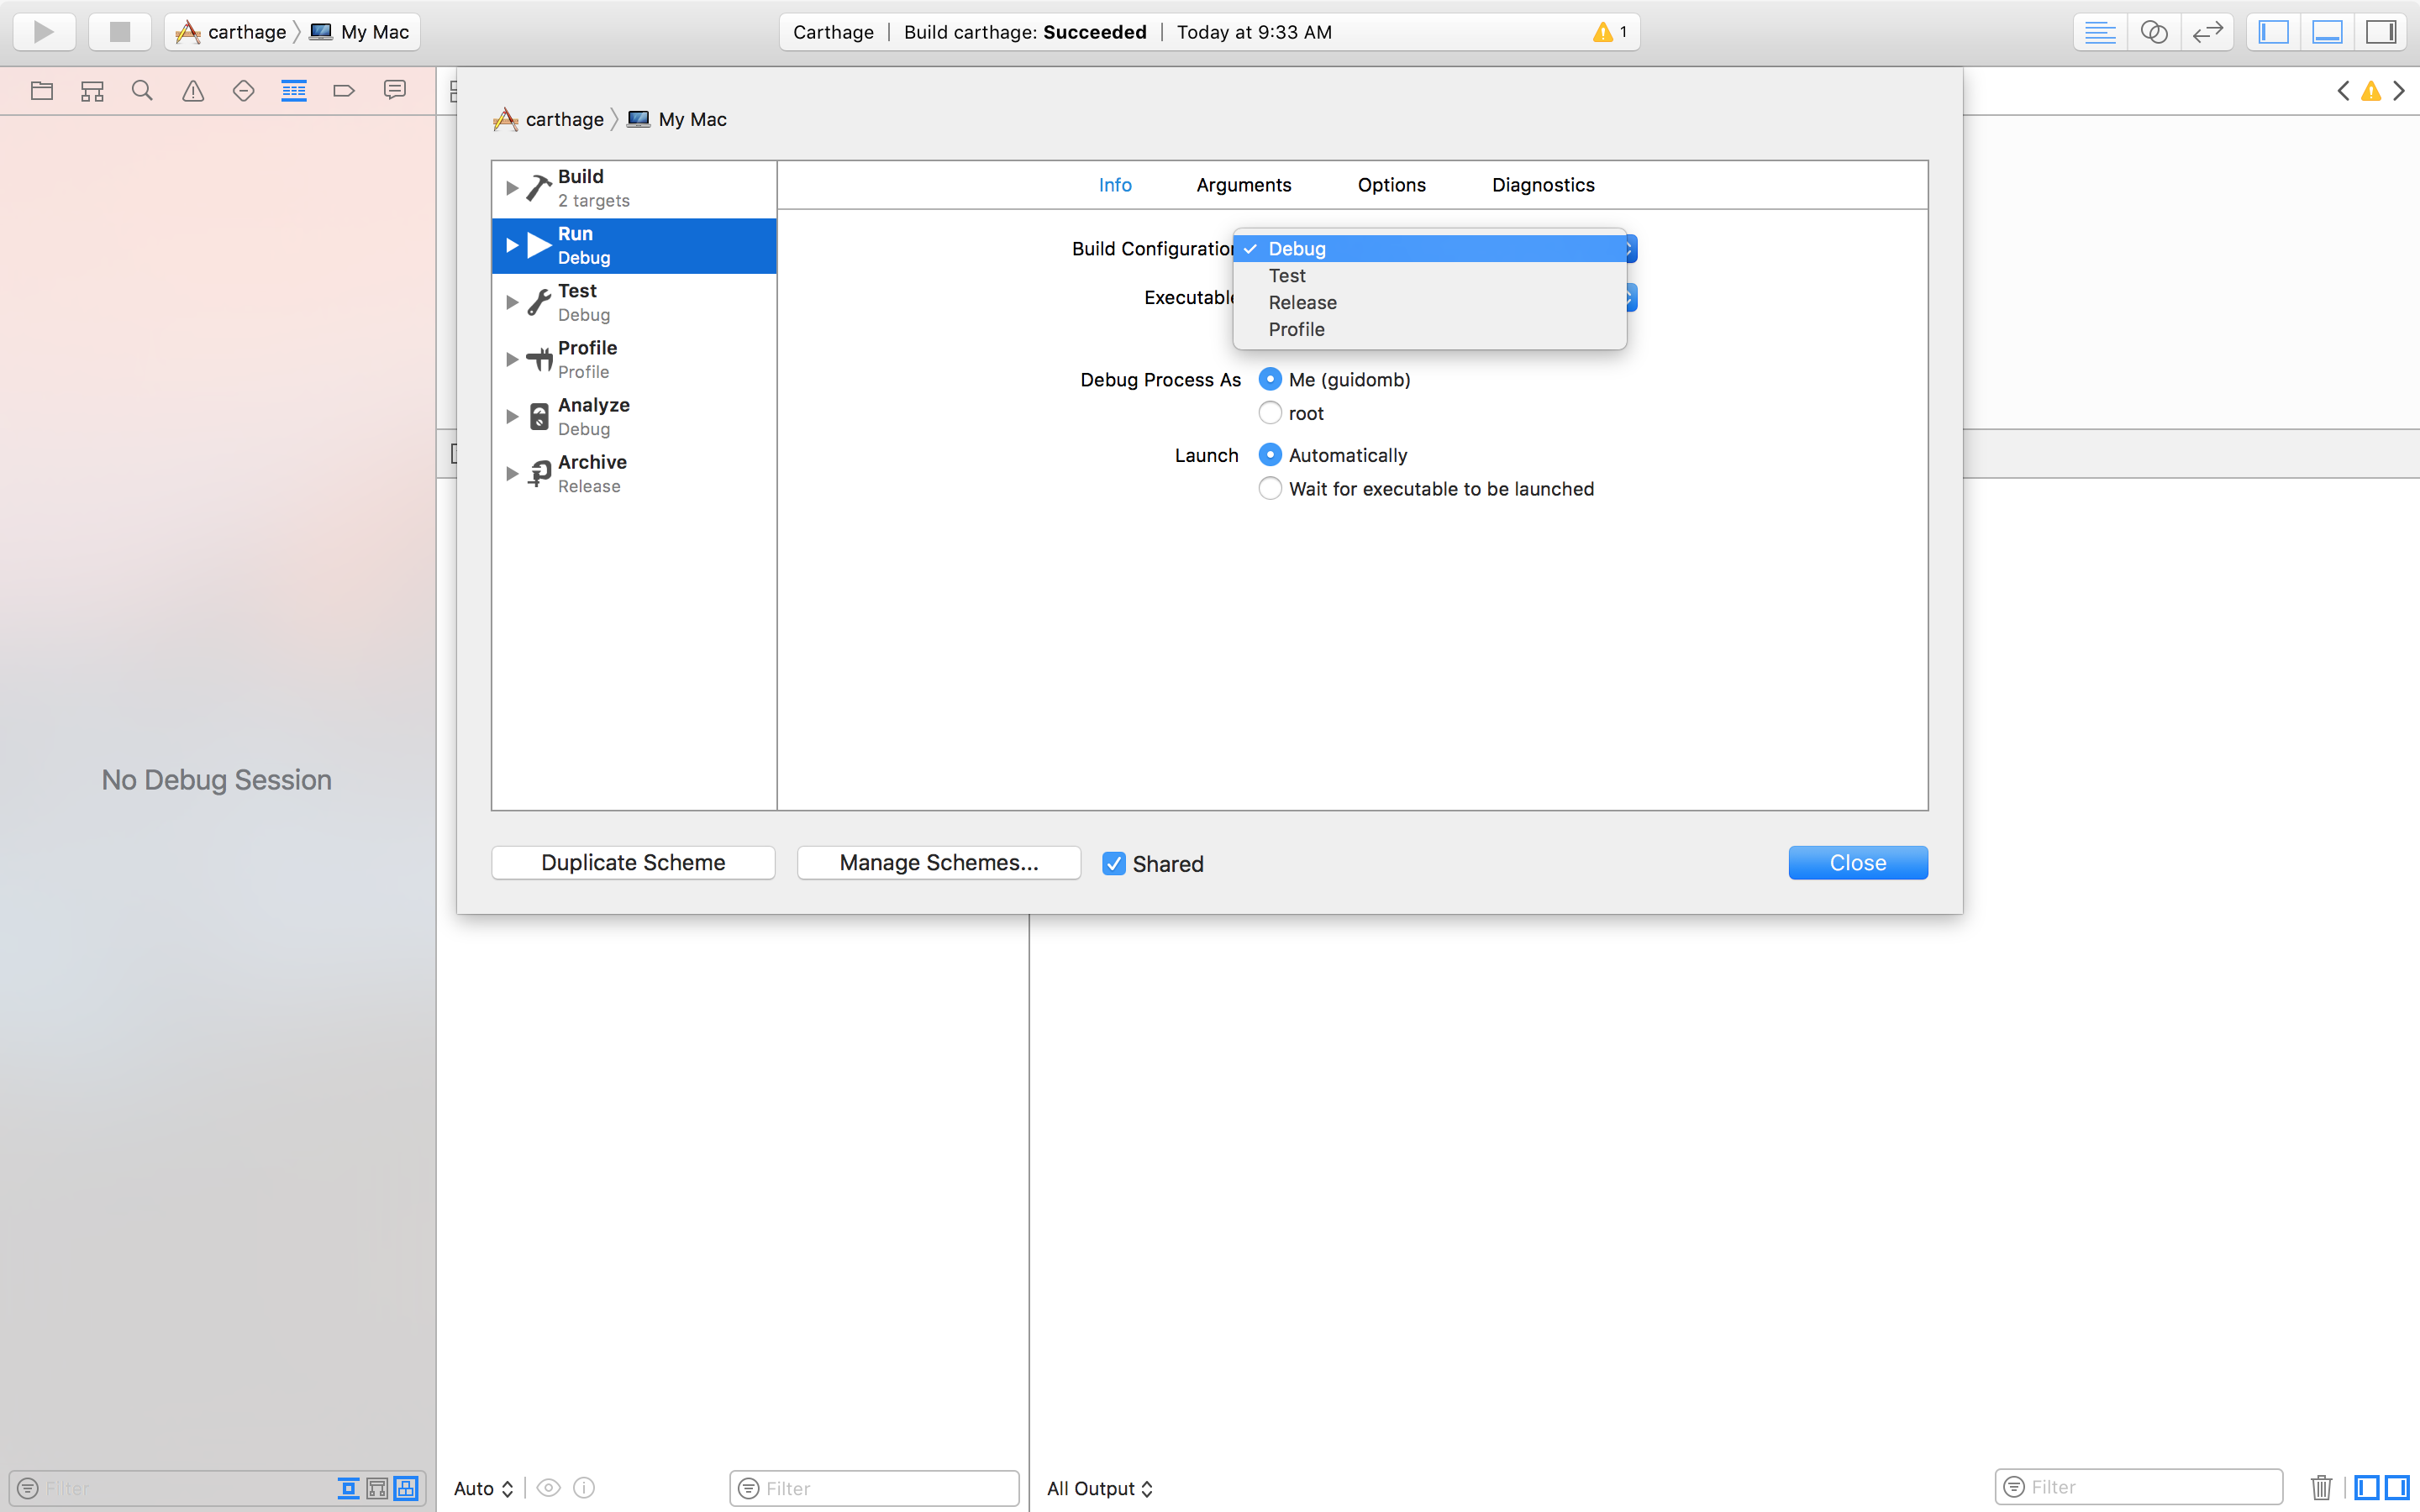 carthage My Mac
Carthage | Build carthage: Succeeded | Today at 9:33 AM
1
carthage My Mac
Build
2 targets
Run
Debug
Test
Debug
Profile
Profile
Analyze
Debug
Archive
Release
Info Arguments Options Diagnostics
Build Configuration
Debug
Test
Release
Profile
Executable
Debug Process As
Me (guidomb)
root
Launch
Automatically
Wait for executable to be launched
No Debug Session
Duplicate Scheme
Manage Schemes...
Shared
Close
Filter
Auto
Filter
All Output
Filter